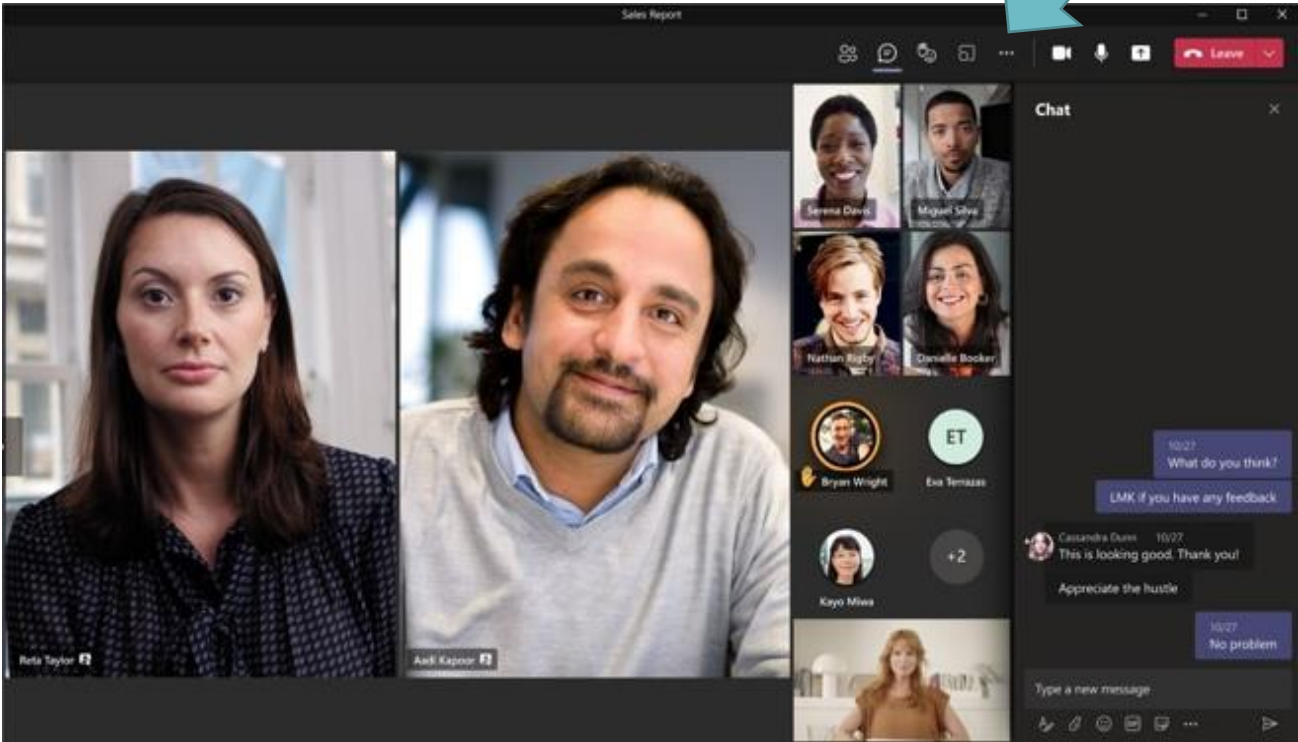 Sales Report
Leave
Serena Davis
Miguel Silva
Chat
Nathan Rigby
Danielle Booker
ET
Bryan Wright
Eva Terrazas
+2
Kayo Miwa
Reta Taylor
Aadi Kapoor
10/27
What do you think?
LMK if you have any feedback
Cassandra Dunn 10/27
This is looking good. Thank you!
Appreciate the hustle
10/27
No problem
Type a new message